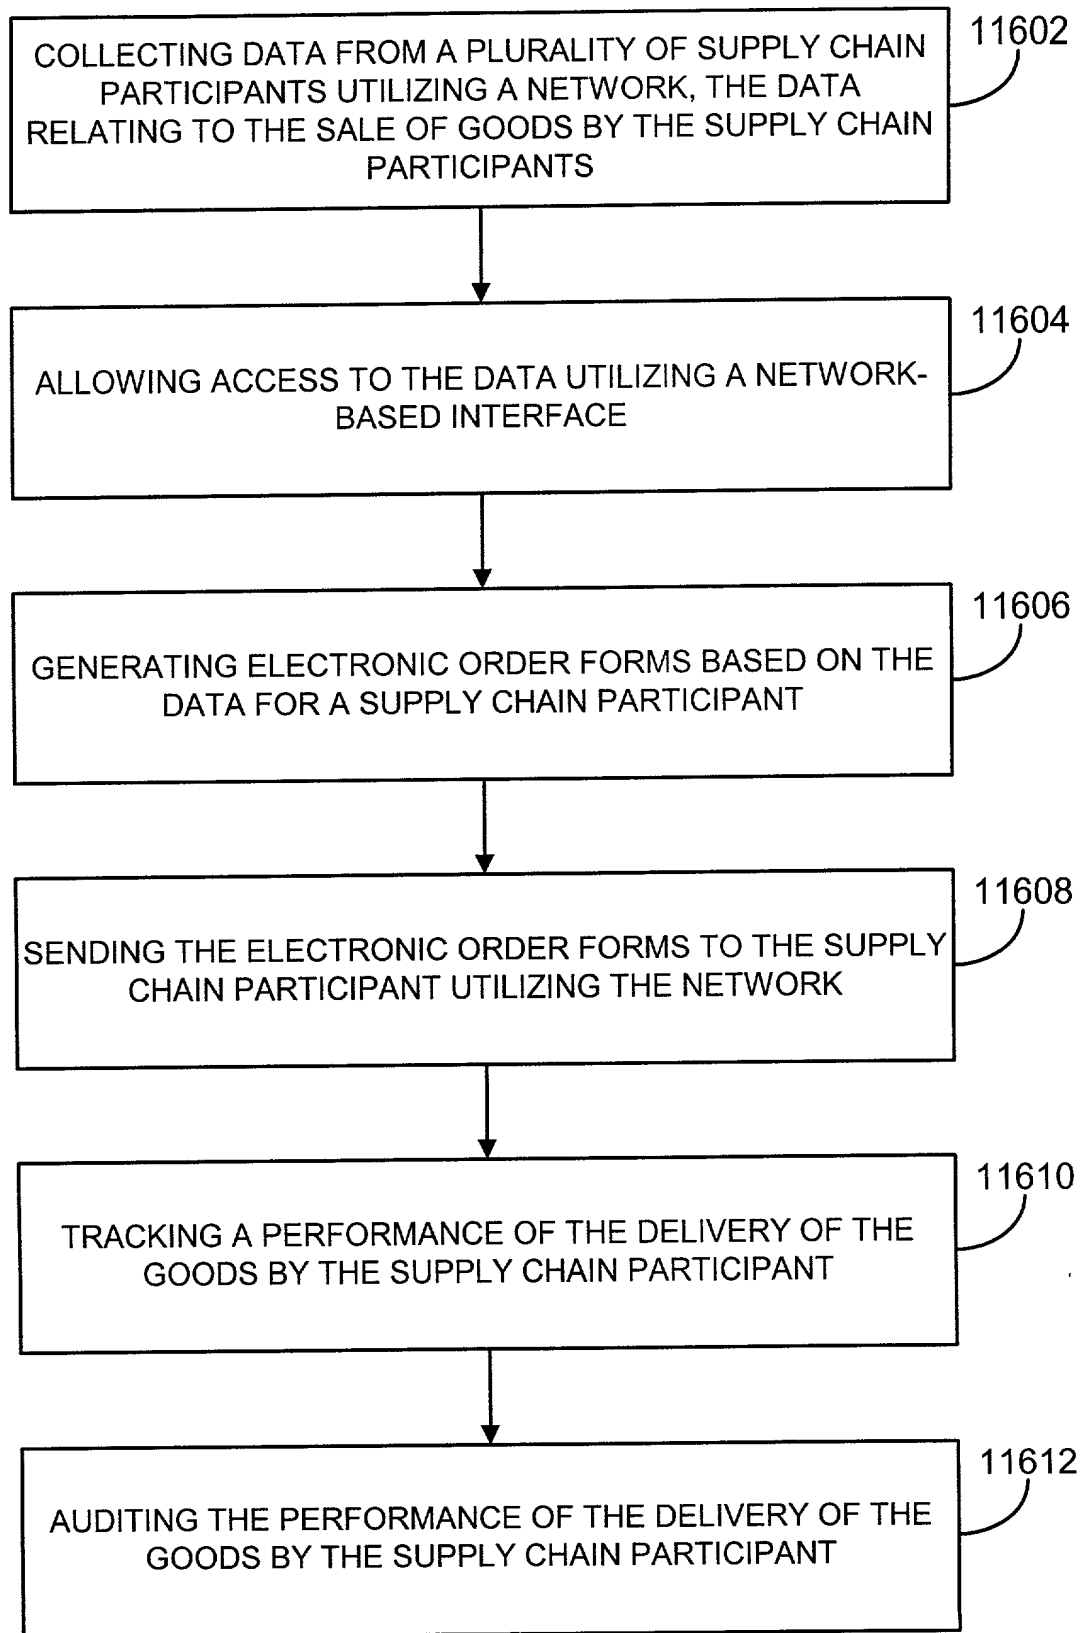 11602
COLLECTING DATA FROM A PLURALITY OF SUPPLY CHAIN
PARTICIPANTS UTILIZING A NETWORK, THE DATA
RELATING TO THE SALE OF GOODS BY THE SUPPLY CHAIN
PARTICIPANTS
11604
ALLOWING ACCESS TO THE DATA UTILIZING A NETWORK-
BASED INTERFACE
11606
GENERATING ELECTRONIC ORDER FORMS BASED ON THE
DATA FOR A SUPPLY CHAIN PARTICIPANT
11608
SENDING THE ELECTRONIC ORDER FORMS TO THE SUPPLY
CHAIN PARTICIPANT UTILIZING THE NETWORK
11610
TRACKING A PERFORMANCE OF THE DELIVERY OF THE
GOODS BY THE SUPPLY CHAIN PARTICIPANT
11612
AUDITING THE PERFORMANCE OF THE DELIVERY OF THE
GOODS BY THE SUPPLY CHAIN PARTICIPANT